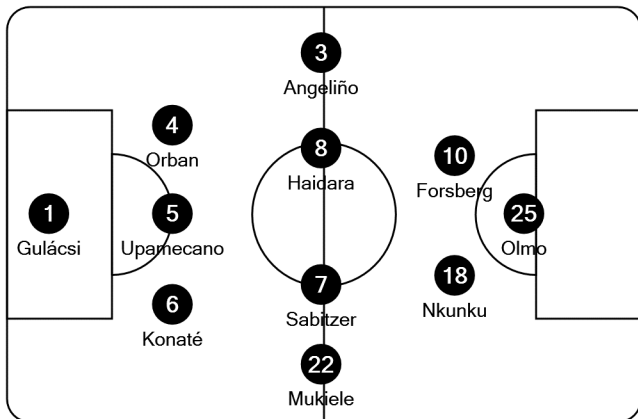 3
Angeliño
4
Orban
8
Haidara
10
Forsberg
1
Gulácsi
5
Upamecano
25
Olmo
6
Konaté
7
Sabitzer
18
Nkunku
22
Mukiele